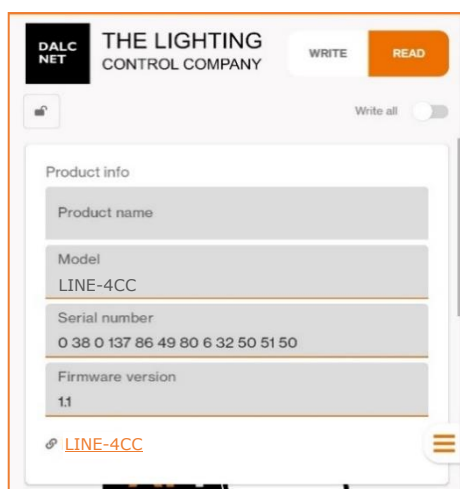 DALC
NET
THE LIGHTING
CONTROL COMPANY
WRITE
READ
Write all
Product info
Product name
Model
LINE-4CC
Serial number
0 38 0 137 86 49 80 6 32 50 51 50
Firmware version
1.1
LINE-4CC